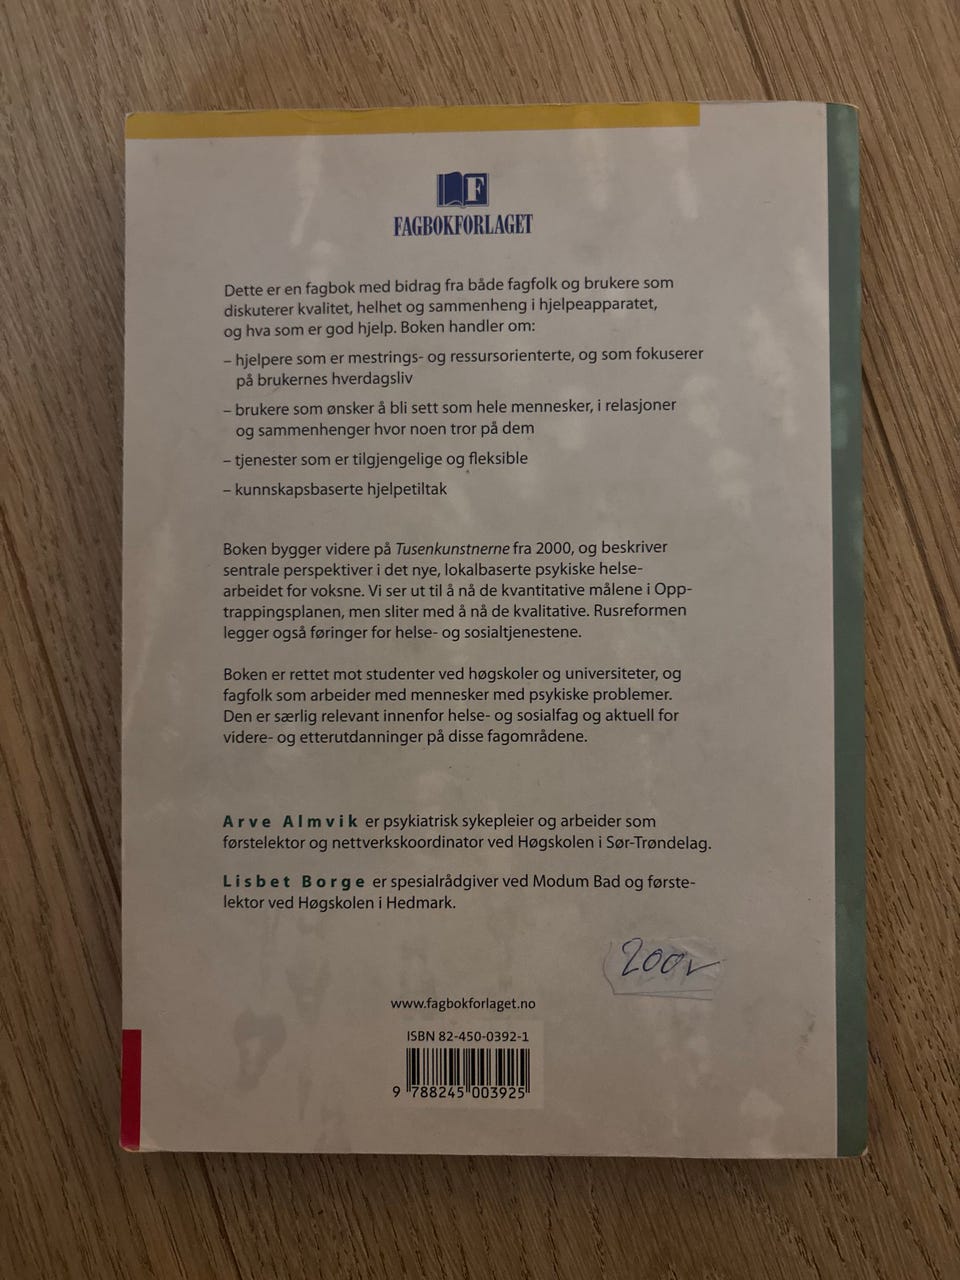 F
FAGBOKFORLAGET
Dette er en fagbok med bidrag fra både fagfolk og brukere som
diskuterer kvalitet, helhet og sammenheng i hjelpeapparatet,
og hva som er god hjelp. Boken handler om:
– hjelpere som er mestrings- og ressursorienterte, og som fokuserer
på brukernes hverdagsliv
– brukere som ønsker å bli sett som hele mennesker, i relasjoner
og sammenhenger hvor noen tror på dem
– tjenester som er tilgjengelige og fleksible
– kunnskapsbaserte hjelpetiltak
Boken bygger videre på Tusenkunstnerne fra 2000, og beskriver
sentrale perspektiver i det nye, lokalbaserte psykiske helse-
arbeidet for voksne. Vi ser ut til å nå de kvantitative målene i Opp-
trappingsplanen, men sliter med å nå de kvalitative. Rusreformen
legger også føringer for helse- og sosialtjenestene.
Boken er rettet mot studenter ved høgskoler og universiteter, og
fagfolk som arbeider med mennesker med psykiske problemer.
Den er særlig relevant innenfor helse- og sosialfag og aktuell for
videre- og etterutdanninger på disse fagområdene.
Arve Almvik er psykiatrisk sykepleier og arbeider som
førstelektor og nettverkskoordinator ved Høgskolen i Sør-Trøndelag.
Lisbet Borge er spesialrådgiver ved Modum Bad og første-
lektor ved Høgskolen i Hedmark.
200,-
www.fagbokforlaget.no
ISBN 82-450-0392-1
9 788245 003925